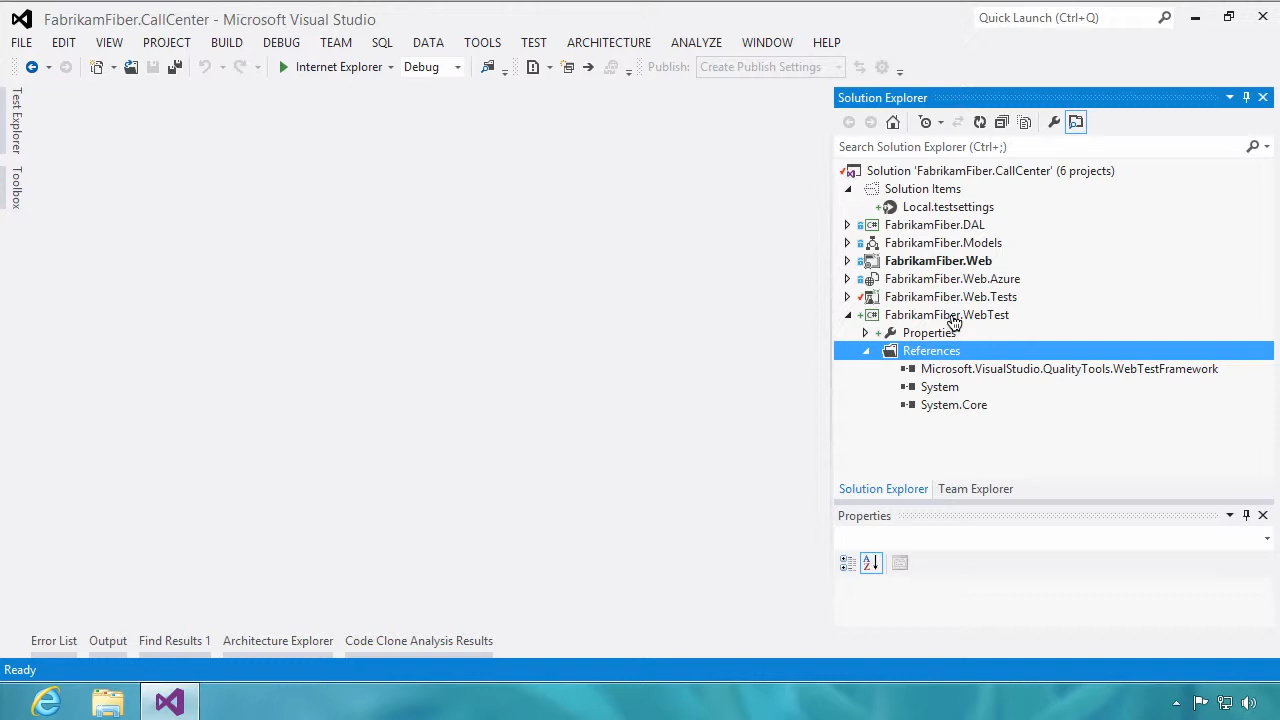 FabrikamFiber.CallCenter - Microsoft Visual Studio
Quick Launch (Ctrl+;)
FILE EDIT VIEW PROJECT BUILD DEBUG TEAM SQL DATA TOOLS TEST ARCHITECTURE ANALYZE WINDOW HELP
Internet Explorer Debug Publish: Create Publish Settings
Test Explorer
Toolbox
Solution Explorer
Search Solution Explorer (Ctrl+;)
Solution 'FabrikamFiber.CallCenter' (6 projects)
Solution Items
Local.testsettings
FabrikamFiber.DAL
FabrikamFiber.Models
FabrikamFiber.Web
FabrikamFiber.Web.Azure
FabrikamFiber.Web.Tests
FabrikamFiber.WebTest
Properties
References
Microsoft.VisualStudio.QualityTools.WebTestFramework
System
System.Core
Solution Explorer Team Explorer
Properties
Error List Output Find Results 1 Architecture Explorer Code Clone Analysis Results
Ready